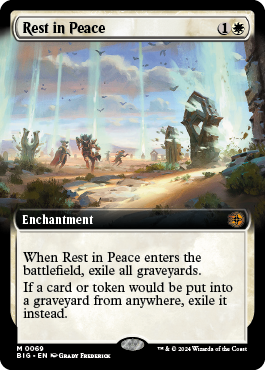 Rest in Peace 1
Enchantment
When Rest in Peace enters the
battlefield, exile all graveyards.
If a card or token would be put into
a graveyard from anywhere, exile it
instead.
M 0069
BIG • EN Grady Frederick
™ & © 2024 Wizards of the Coast